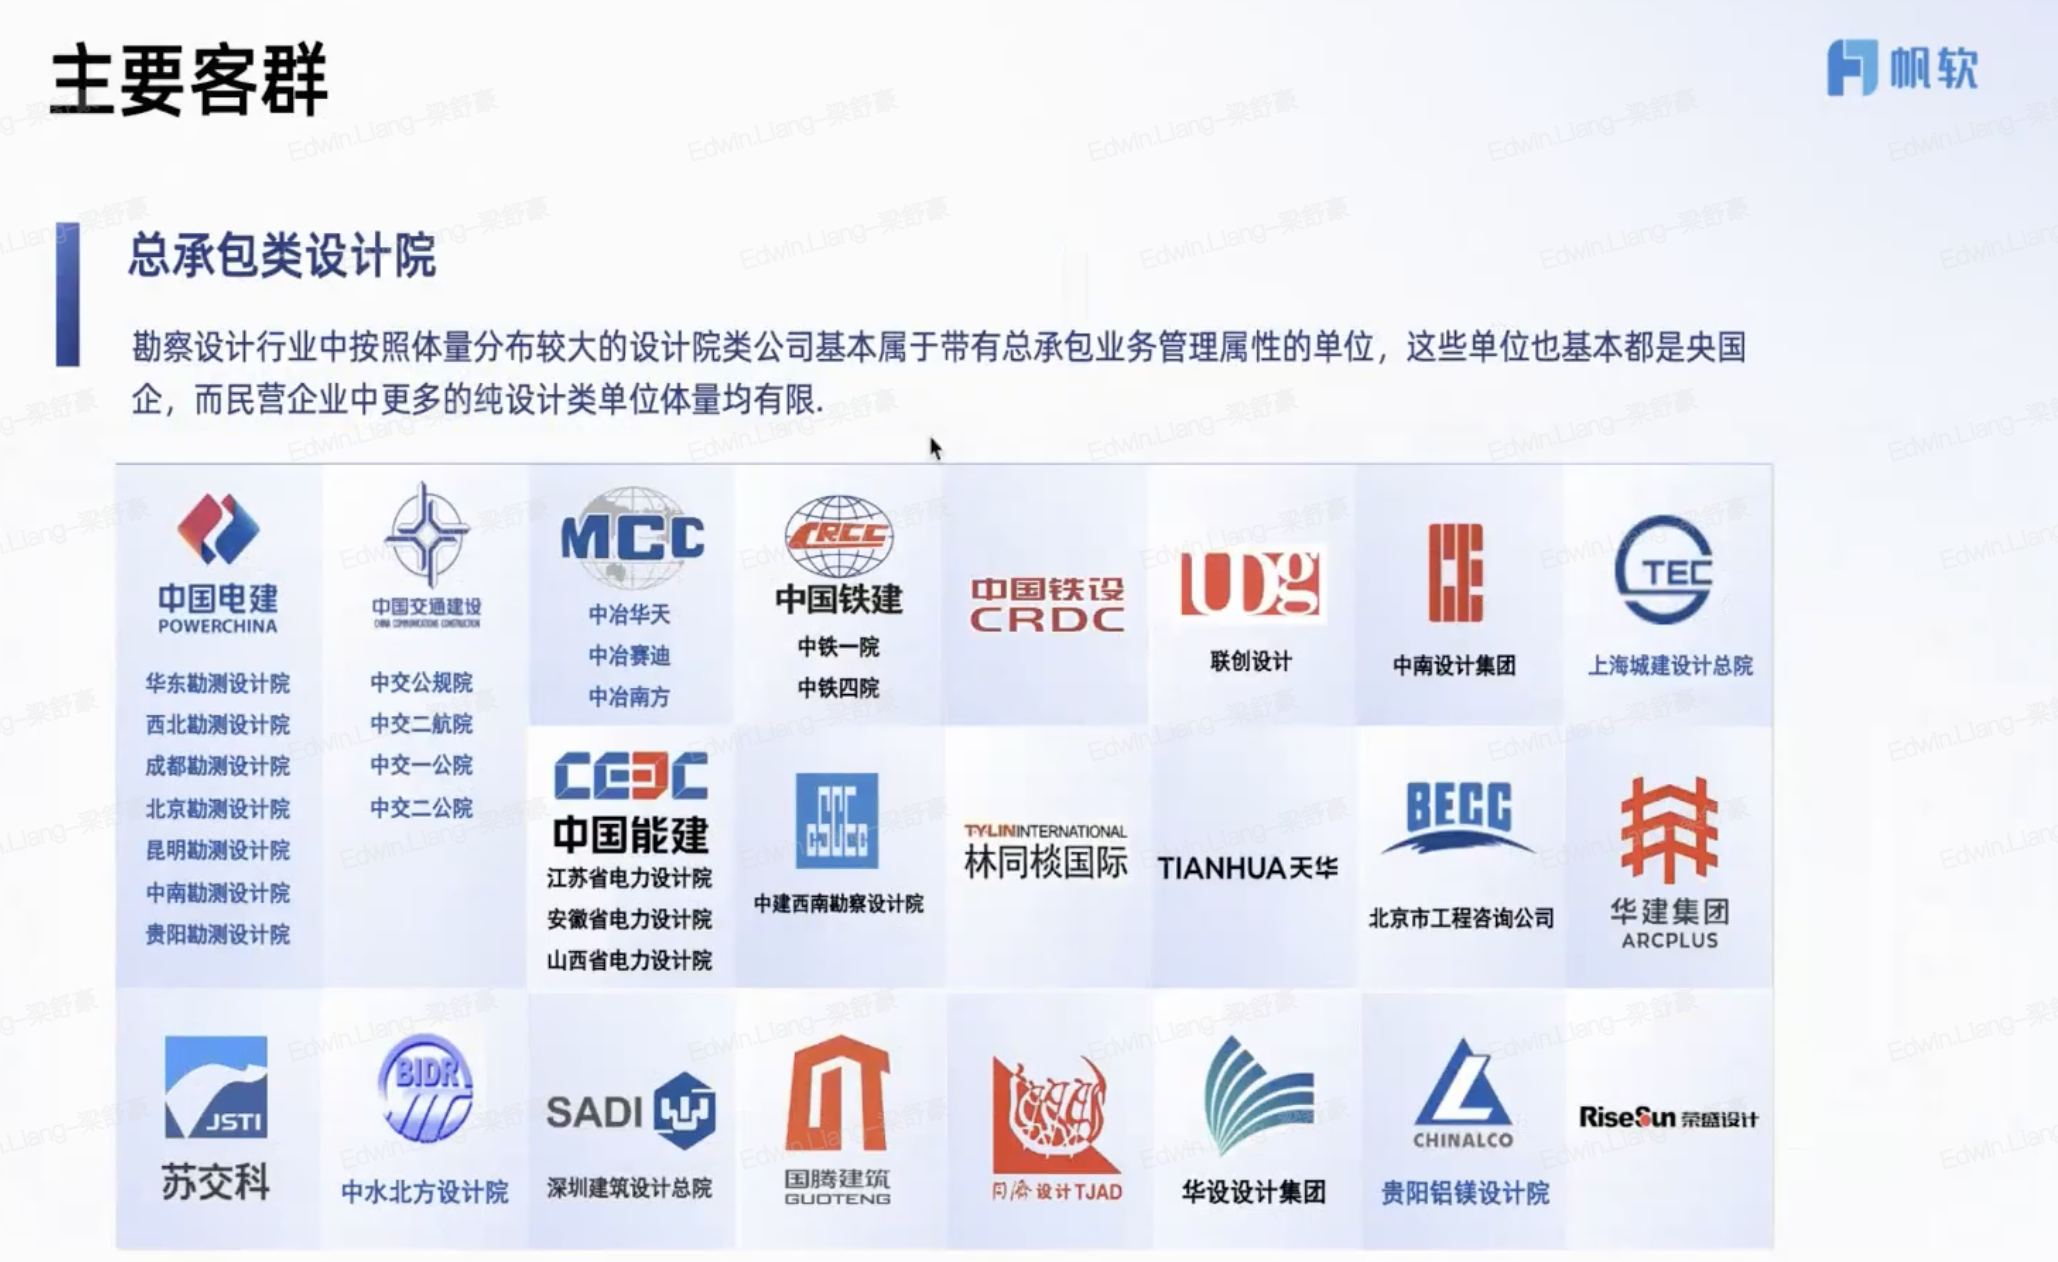 主要客群
帆软
总承包类设计院
勘察设计行业中按照体量分布较大的设计院类公司基本属于带有总承包业务管理属性的单位，这些单位也基本都是央国
企，而民营企业中更多的纯设计类单位体量均有限.
中国电建
POWERCHINA
华东勘测设计院
西北勘测设计院
成都勘测设计院
北京勘测设计院
昆明勘测设计院
中南勘测设计院
贵阳勘测设计院
中国交通建设
CHINA COMMUNICATIONS CONSTRUCTION
中交公规院
中交二航院
中交一公院
中交二公院
MCC
中冶华天
中冶赛迪
中冶南方
CRCC
中国铁建
中铁一院
中铁四院
中国铁设
CRDC
UDg
联创设计
中南设计集团
STEC
上海城建设计总院
CEEC
中国能建
江苏省电力设计院
安徽省电力设计院
山西省电力设计院
CSCEC
中建西南勘察设计院
TYLININTERNATIONAL
林同棪国际
TIANHUA天华
BECC
北京市工程咨询公司
华建集团
ARCPLUS
JSTI
苏交科
BIDR
中水北方设计院
SADI
深圳建筑设计总院
国腾建筑
GUOTENG
同济设计TJAD
华设设计集团
CHINALCO
贵阳铝镁设计院
RiseSun 荣盛设计
Edwin.Liang-梁舒豪